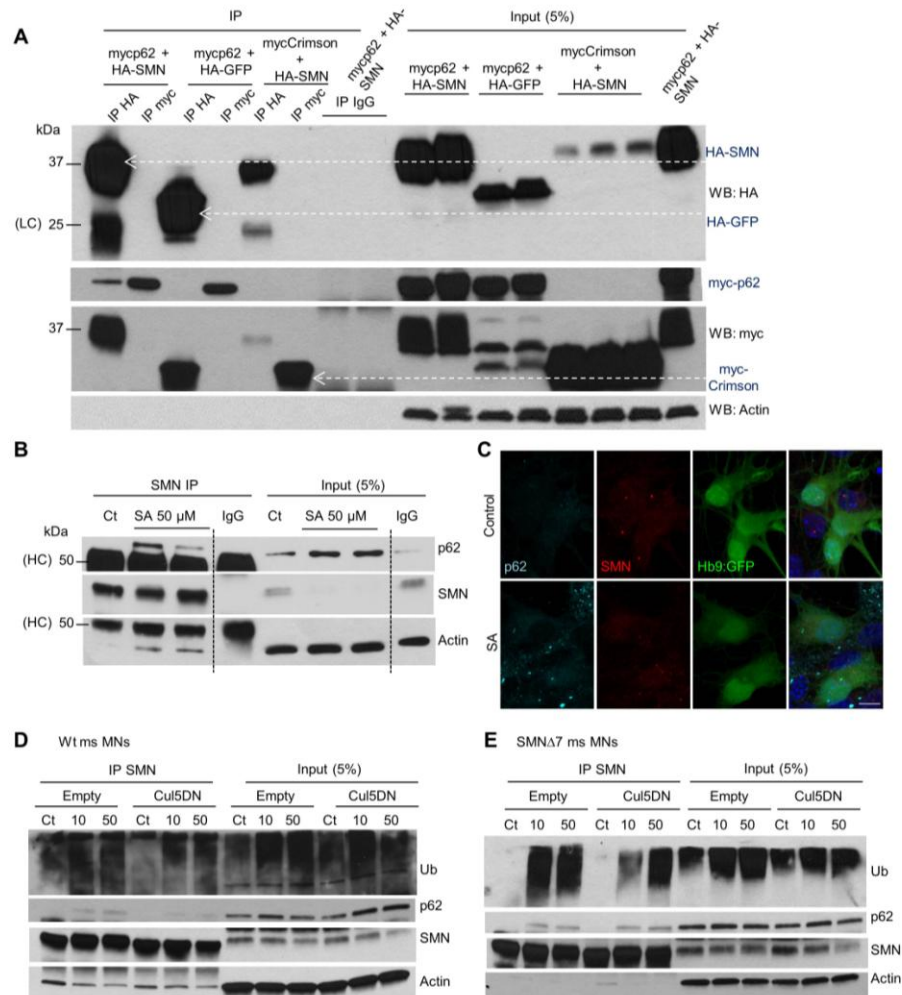 A
IP
Input (5%)
mycp62 +
HA-SMN
mycp62 +
HA-GFP
mycCrimson
+
HA-SMN
mycp62 + HA-
SMN
mycp62 +
HA-SMN
mycp62 +
HA-GFP
mycCrimson
+
HA-SMN
mycp62 + HA-
SMN
IP HA
IP myc
IP HA
IP myc
IP HA
IP myc
IP IgG
kDa
37
HA-SMN
WB: HA
(LC) 25
HA-GFP
myc-p62
37
WB: myc
myc-
Crimson
WB: Actin
B
SMN IP
Input (5%)
Ct SA 50 µM IgG Ct SA 50 µM IgG
kDa
(HC) 50
p62
SMN
(HC) 50
Actin
C
Control
p62
SMN
Hb9:GFP
SA
D Wt ms MNs
IP SMN Input (5%)
Empty Cul5DN Empty Cul5DN
Ct 10 50 Ct 10 50 Ct 10 50 Ct 10 50
Ub
p62
SMN
Actin
E SMNΔ7 ms MNs
IP SMN Input (5%)
Empty Cul5DN Empty Cul5DN
Ct 10 50 Ct 10 50 Ct 10 50 Ct 10 50
Ub
p62
SMN
Actin